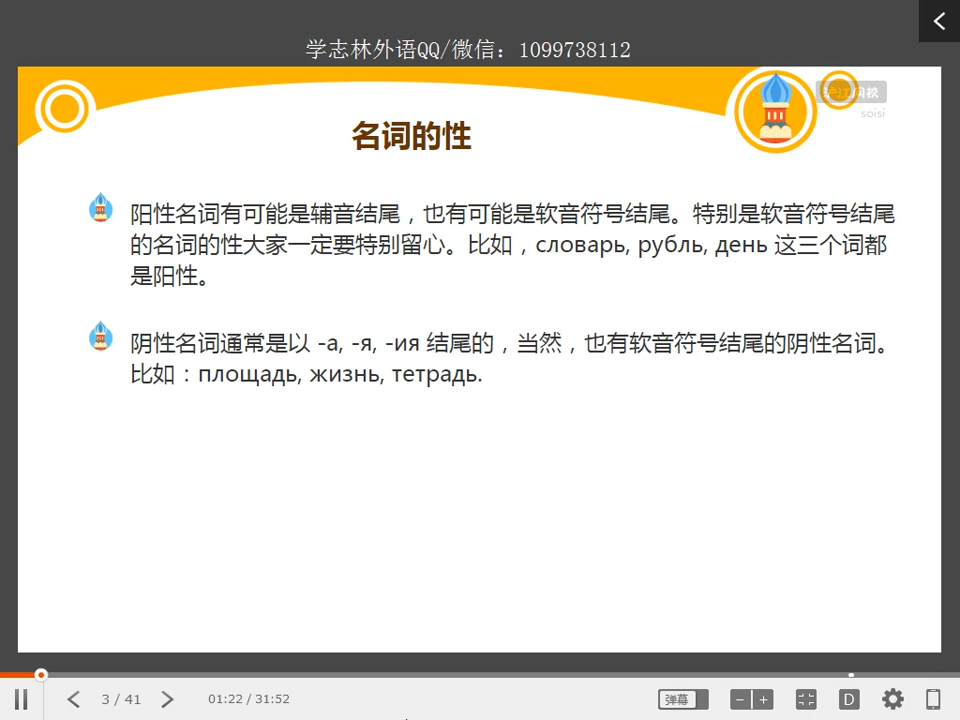 学志林外语QQ/微信：1099738112
沪江网校
soisi
名词的性
阳性名词有可能是辅音结尾，也有可能是软音符号结尾。特别是软音符号结尾
的名词的性大家一定要特别留心。比如，словарь, рубль, день 这三个词都
是阳性。
阴性名词通常是以 -а, -я, -ия 结尾的，当然，也有软音符号结尾的阴性名词。
比如：площадь, жизнь, тетрадь.
3 / 41
01:22 / 31:52
弹幕
D